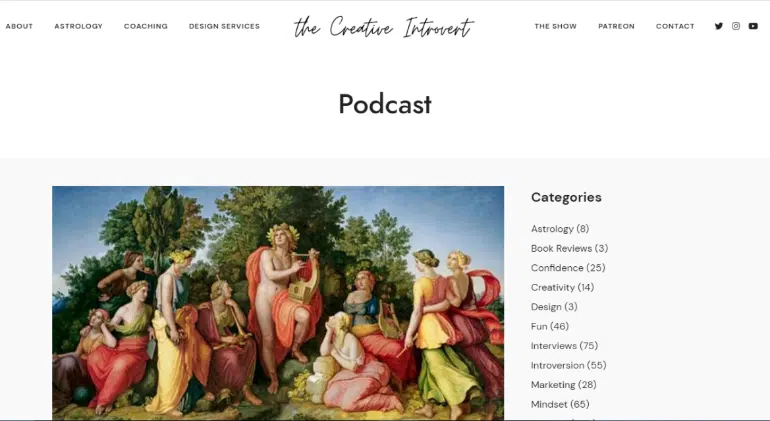 ABOUT ASTROLOGY COACHING DESIGN SERVICES the Creative Introvert THE SHOW PATREON CONTACT
Podcast
Categories
Astrology (8)
Book Reviews (3)
Confidence (25)
Creativity (14)
Design (3)
Fun (46)
Interviews (75)
Introversion (55)
Marketing (28)
Mindset (65)